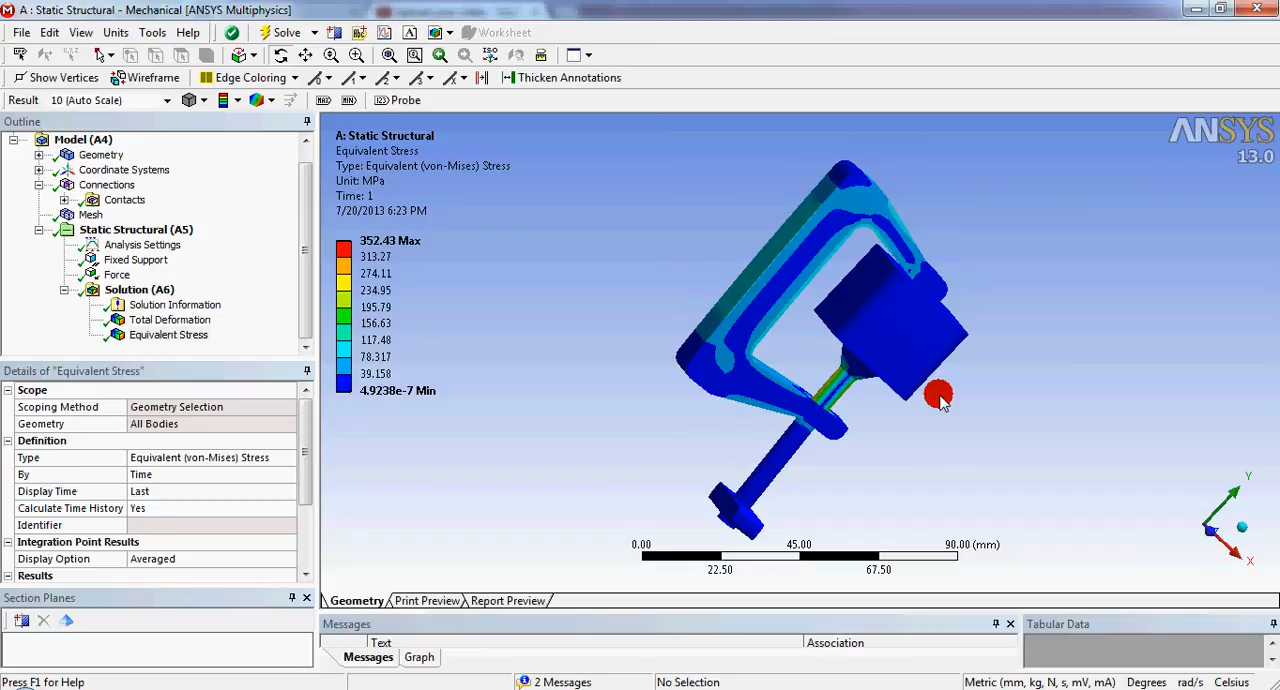 A : Static Structural - Mechanical [ANSYS Multiphysics]
File Edit View Units Tools Help Solve Worksheet
Show Vertices Wireframe Edge Coloring Thicken Annotations
Result 10 (Auto Scale) Probe
Outline
Model (A4)
Geometry
Coordinate Systems
Connections
Contacts
Mesh
Static Structural (A5)
Analysis Settings
Fixed Support
Force
Solution (A6)
Solution Information
Total Deformation
Equivalent Stress
Details of "Equivalent Stress"
Scope
Scoping Method Geometry Selection
Geometry All Bodies
Definition
Type Equivalent (von-Mises) Stress
By Time
Display Time Last
Calculate Time History Yes
Identifier
Integration Point Results
Display Option Averaged
Results
Section Planes
A: Static Structural
Equivalent Stress
Type: Equivalent (von-Mises) Stress
Unit: MPa
Time: 1
7/20/2013 6:23 PM
352.43 Max
313.27
274.11
234.95
195.79
156.63
117.48
78.317
39.158
4.9238e-7 Min
ANSYS
13.0
Y
X
0.00 45.00 90.00 (mm)
22.50 67.50
Geometry Print Preview Report Preview
Messages
Text Association
Messages Graph
Tabular Data
Press F1 for Help 2 Messages No Selection Metric (mm, kg, N, s, mV, mA) Degrees rad/s Celsius